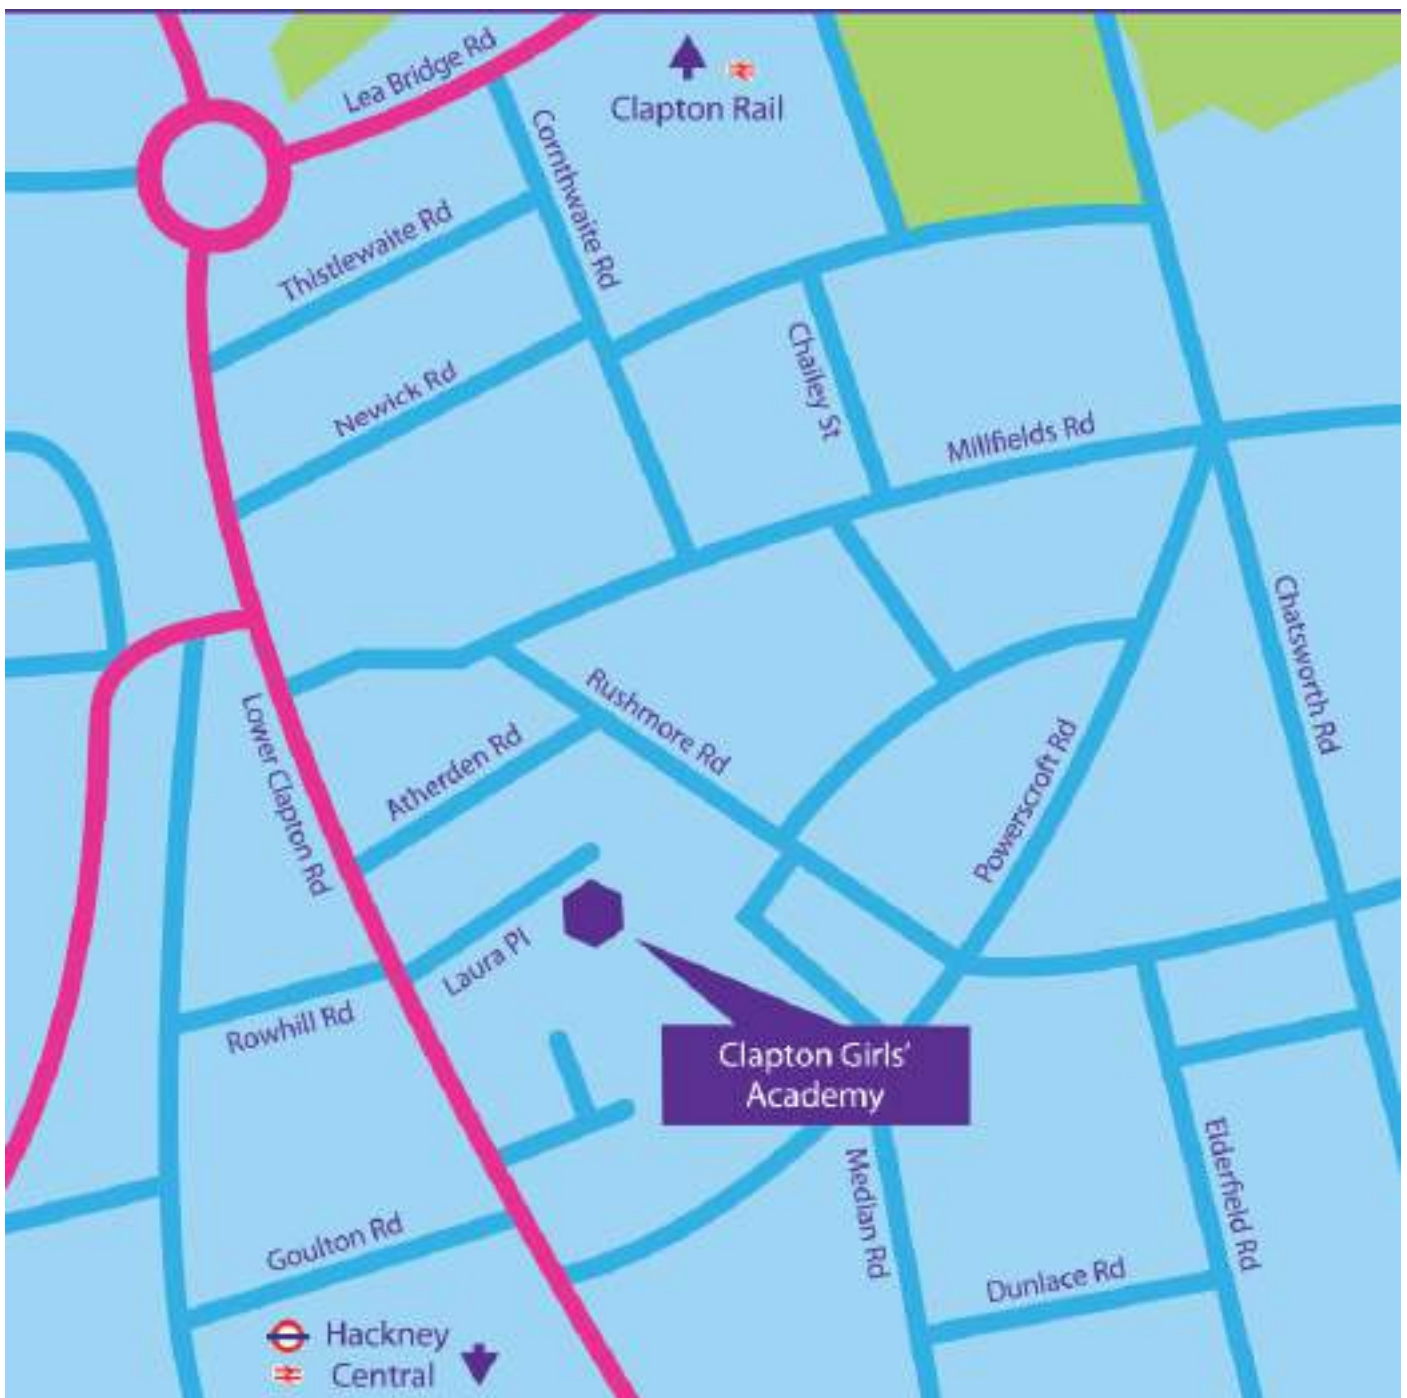 Lea Bridge Rd
Clapton Rail
Cornthwaite Rd
Thistlewaite Rd
Newick Rd
Chailey St
Millfields Rd
Chatsworth Rd
Rushmore Rd
Lower Clapton Rd
Atherden Rd
Powerscroft Rd
Laura Pl
Rowhill Rd
Clapton Girls'
Academy
Median Rd
Elderfield Rd
Goulton Rd
Dunlace Rd
Hackney
Central